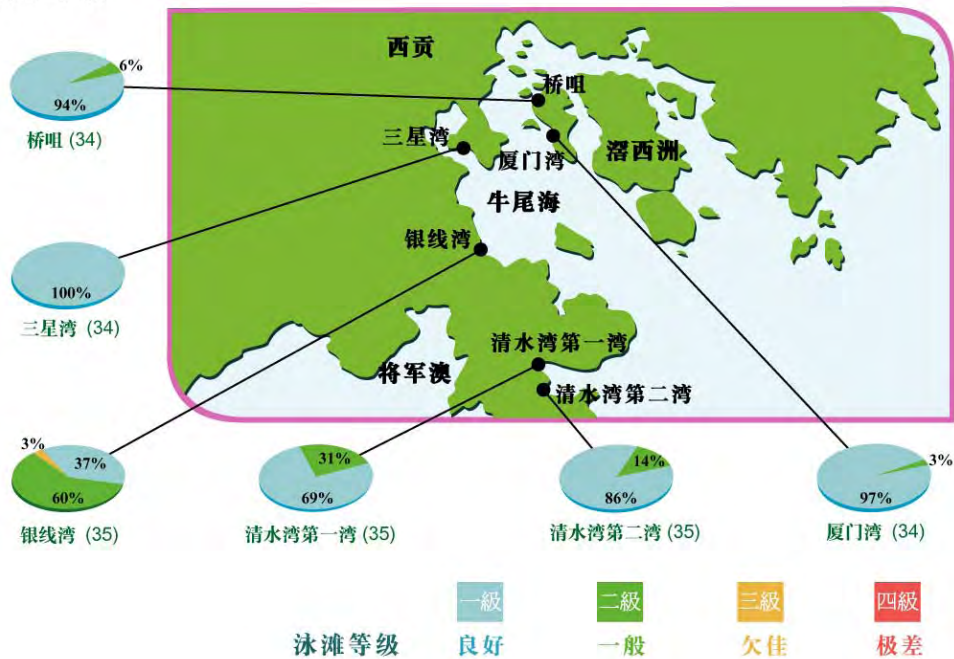 西贡
6%
94%
桥咀 (34)
桥咀
三星湾
厦门湾
滘西洲
牛尾海
银线湾
100%
三星湾 (34)
清水湾第一湾
将军澳
清水湾第二湾
3%
37%
60%
银线湾 (35)
31%
69%
清水湾第一湾 (35)
14%
86%
清水湾第二湾 (35)
3%
97%
厦门湾 (34)
一級
二級
三級
四級
泳滩等级
良好
一般
欠佳
极差